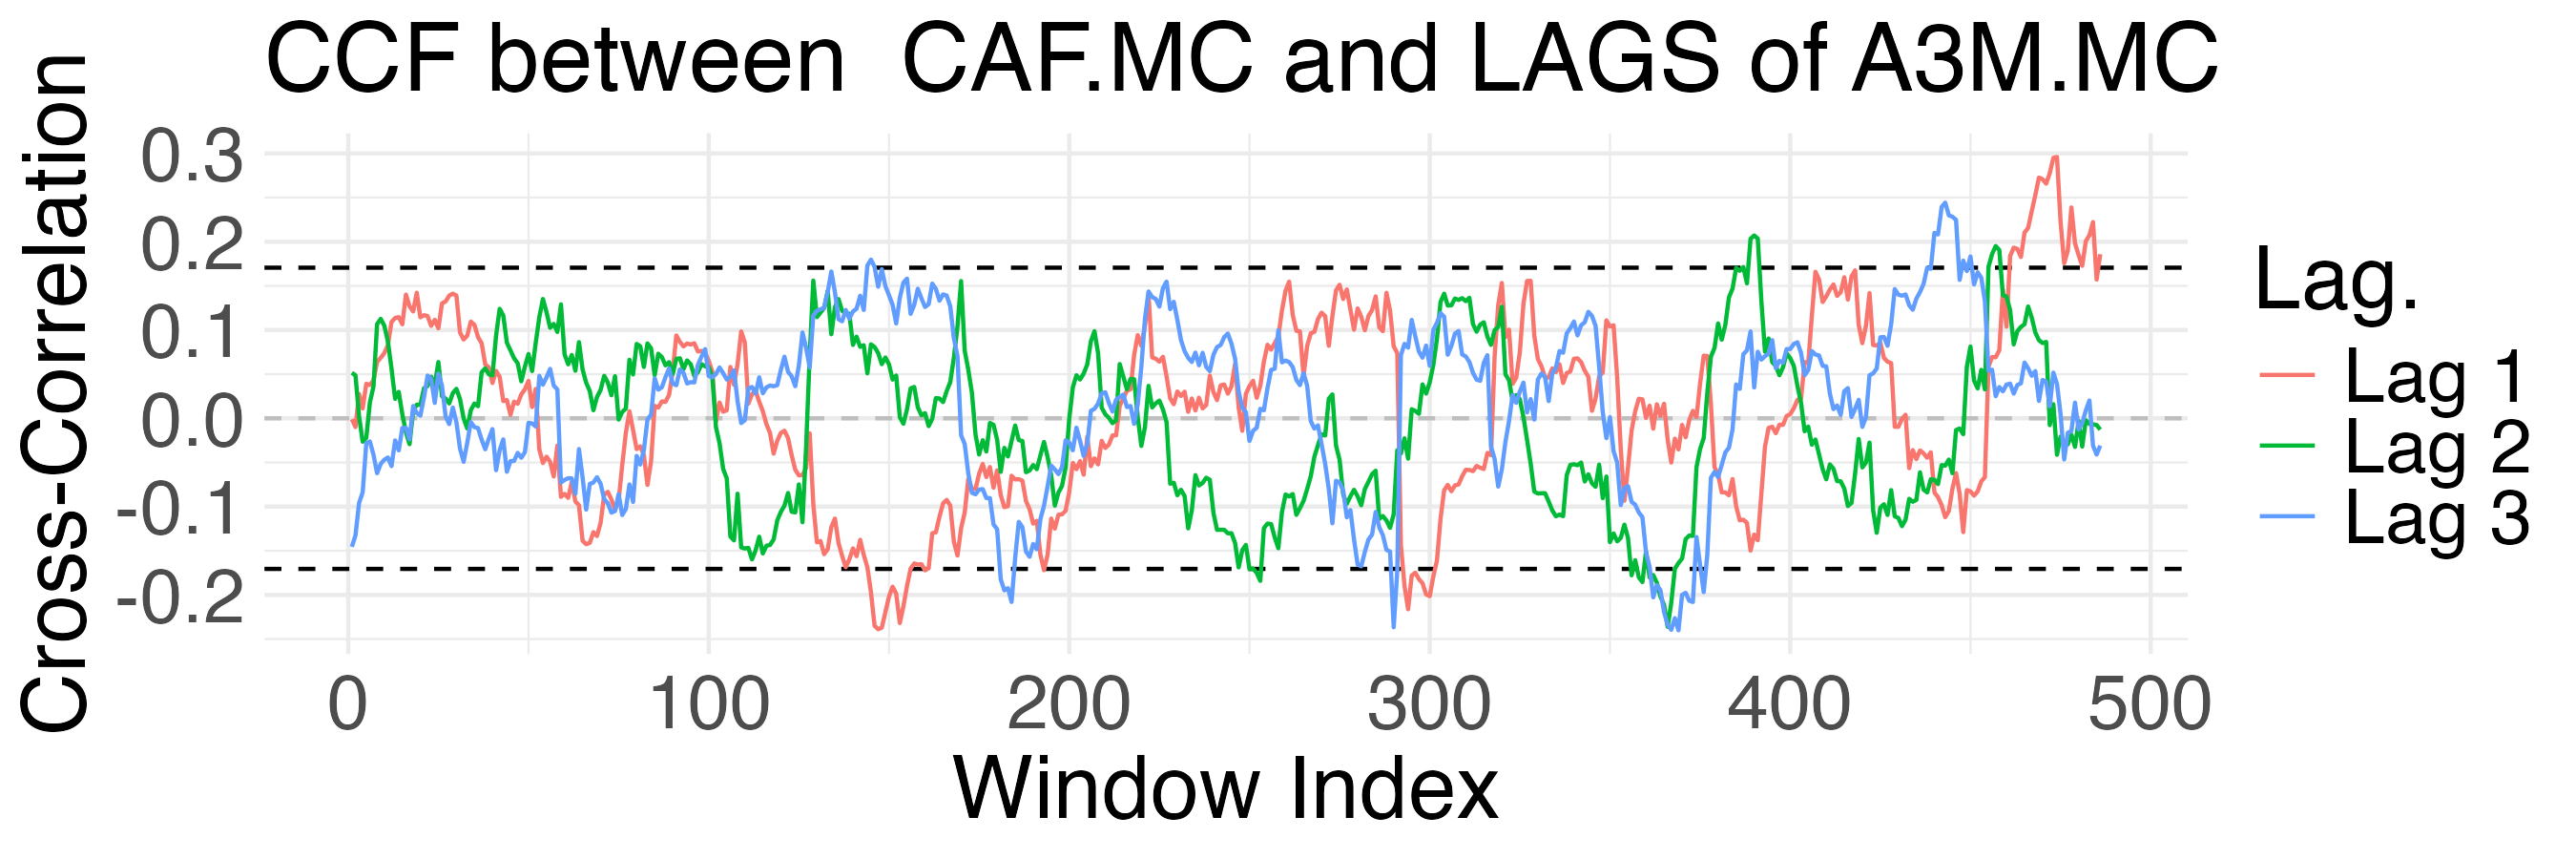 CCF between  CAF.MC and LAGS of A3M.MC
Cross-Correlation
0.3
0.2
0.1
0.0
-0.1
-0.2
0 100 200 300 400 500
Window Index
Lag.
Lag 1
Lag 2
Lag 3